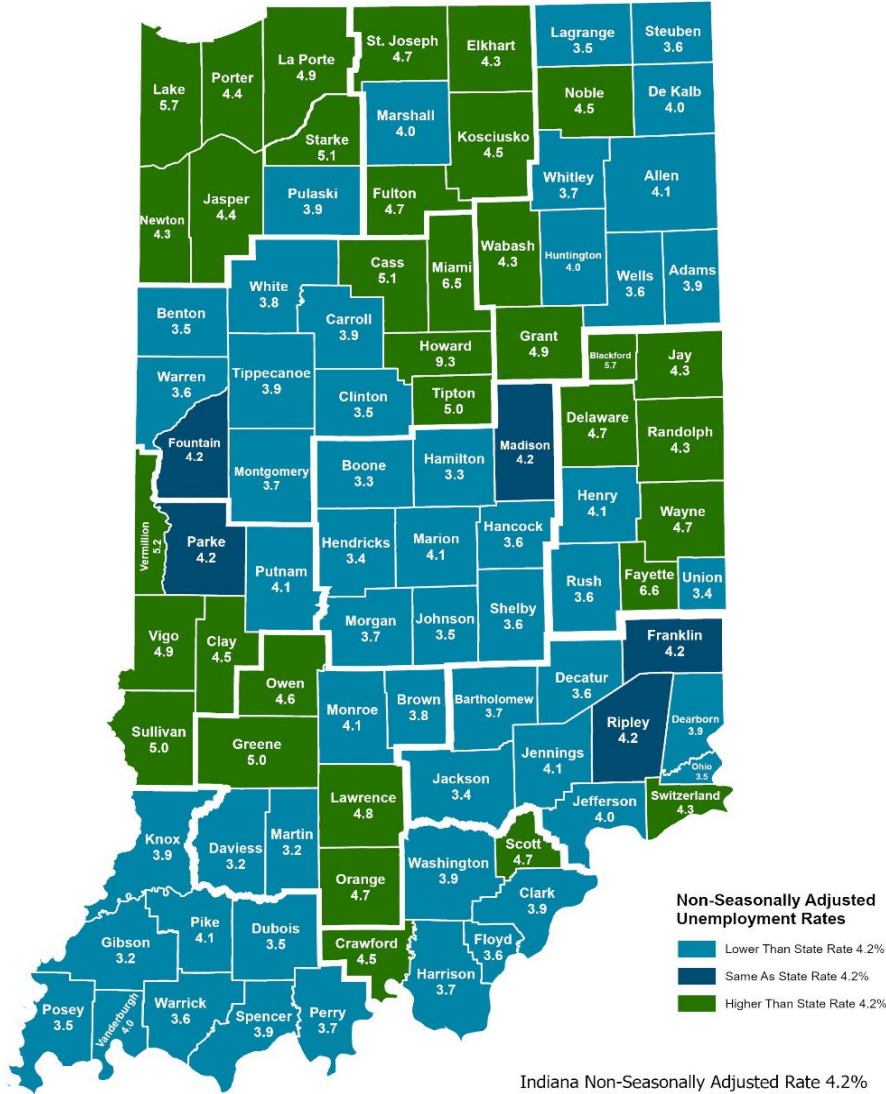 St. Joseph
4.7
Elkhart
4.3
Lagrange
3.5
Steuben
3.6
Lake
5.7
Porter
4.4
La Porte
4.9
Noble
4.5
De Kalb
4.0
Marshall
4.0
Starke
5.1
Kosciusko
4.5
Whitley
3.7
Allen
4.1
Newton
4.3
Jasper
4.4
Pulaski
3.9
Fulton
4.7
Wabash
4.3
Huntington
4.0
Wells
3.6
Adams
3.9
White
3.8
Cass
5.1
Miami
6.5
Benton
3.5
Carroll
3.9
Howard
9.3
Grant
4.9
Blackford
5.7
Jay
4.3
Warren
3.6
Tippecanoe
3.9
Clinton
3.5
Tipton
5.0
Delaware
4.7
Randolph
4.3
Fountain
4.2
Montgomery
3.7
Boone
3.3
Hamilton
3.3
Madison
4.2
Henry
4.1
Wayne
4.7
Vermillion
5.2
Parke
4.2
Putnam
4.1
Hendricks
3.4
Marion
4.1
Hancock
3.6
Rush
3.6
Fayette
6.6
Union
3.4
Vigo
4.9
Clay
4.5
Morgan
3.7
Johnson
3.5
Shelby
3.6
Franklin
4.2
Owen
4.6
Monroe
4.1
Brown
3.8
Bartholomew
3.7
Decatur
3.6
Ripley
4.2
Dearborn
3.9
Ohio
3.5
Sullivan
5.0
Greene
5.0
Jennings
4.1
Jackson
3.4
Lawrence
4.8
Jefferson
4.0
Switzerland
4.3
Knox
3.9
Daviess
3.2
Martin
3.2
Washington
3.9
Scott
4.7
Orange
4.7
Clark
3.9
Gibson
3.2
Pike
4.1
Dubois
3.5
Crawford
4.5
Floyd
3.6
Harrison
3.7
Posey
3.5
Vanderburgh
4.0
Warrick
3.6
Spencer
3.9
Perry
3.7
Non-Seasonally Adjusted
Unemployment Rates
Lower Than State Rate 4.2%
Same As State Rate 4.2%
Higher Than State Rate 4.2%
Indiana Non-Seasonally Adjusted Rate 4.2%